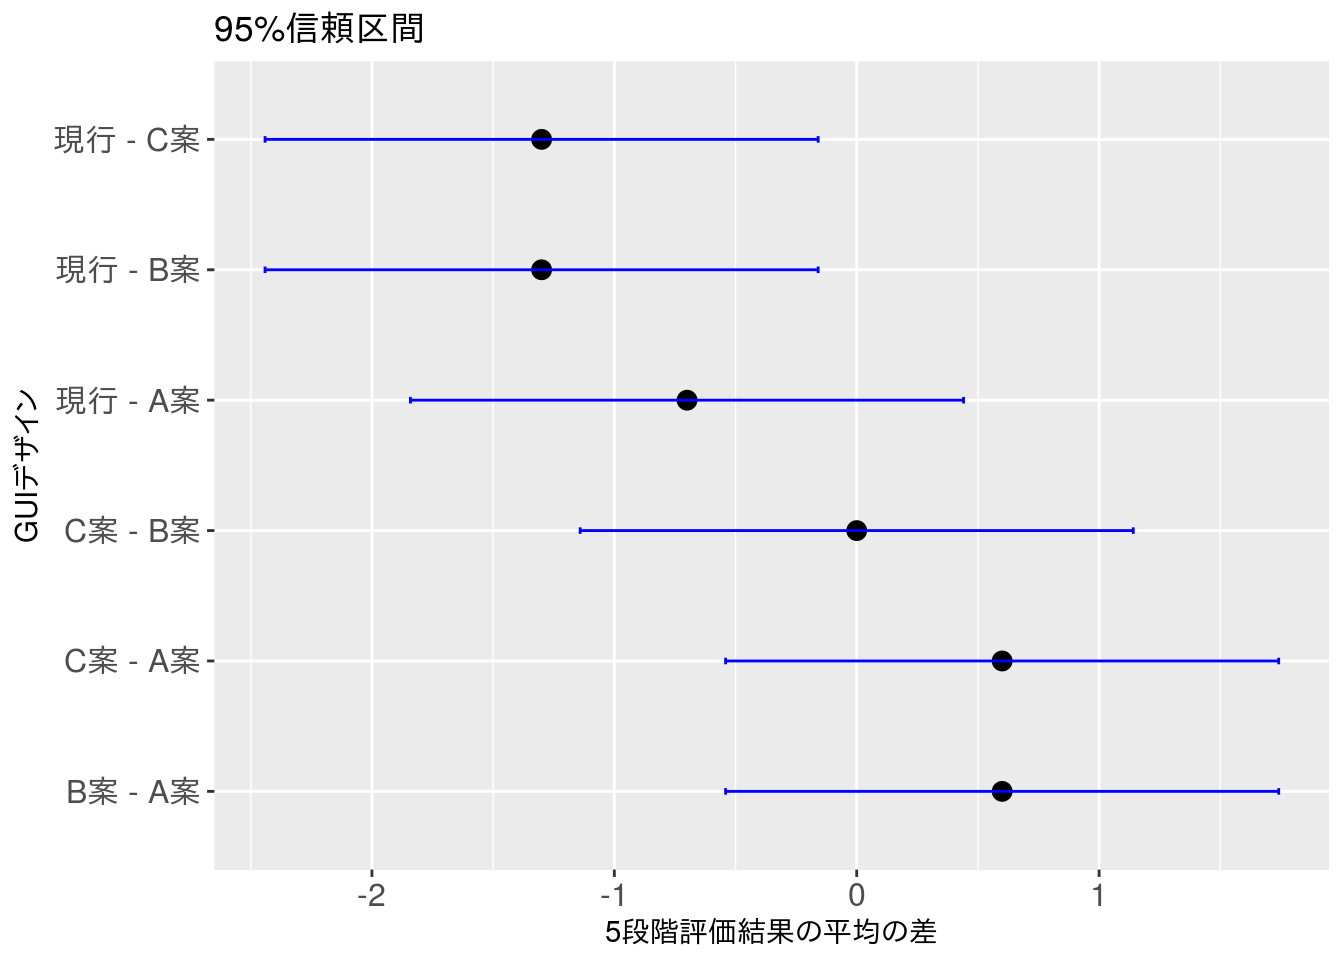 95%信頼区間
現行 - C案
現行 - B案
現行 - A案
C案 - B案
C案 - A案
B案 - A案
GUIデザイン
-2
-1
0
1
5段階評価結果の平均の差